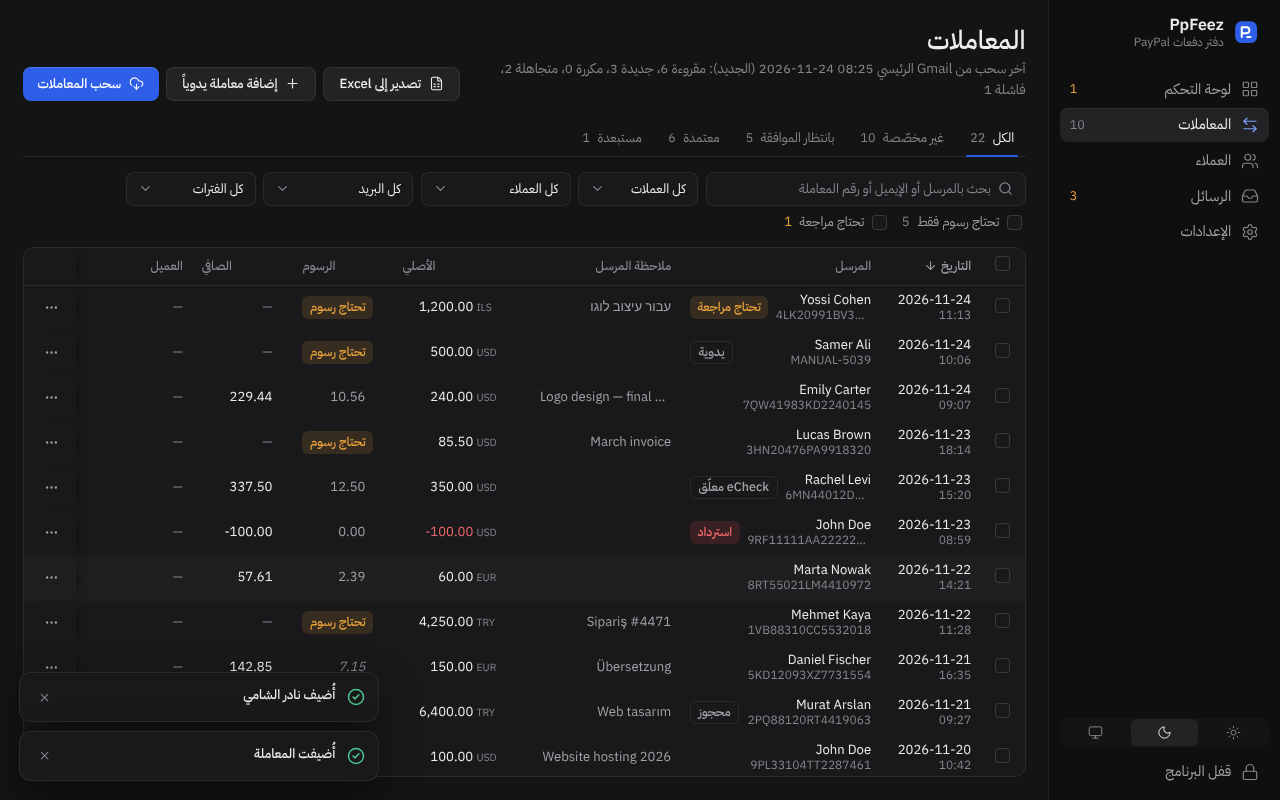 PpFeez
دفتر دفعات PayPal
لوحة التحكم 1
المعاملات 10
العملاء
الرسائل 3
الإعدادات
قفل البرنامج
المعاملات
آخر سحب من Gmail الرئيسي 08:25 24-11-2026 (الجديد): مقروءة 6، جديدة 3، مكررة 0، متجاهلة 2،
فاشلة 1
تصدير إلى Excel
إضافة معاملة يدوياً
سحب المعاملات
الكل 22 غير مخصّصة 10 بانتظار الموافقة 5 معتمدة 6 مستبعدة 1
بحث بالمرسل أو الإيميل أو رقم المعاملة
كل العملات
كل العملاء
كل البريد
كل الفترات
تحتاج رسوم فقط 5 تحتاج مراجعة 1
التاريخ ↓ المرسل ملاحظة المرسل الأصلي الرسوم الصافي العميل
2026-11-24 Yossi Cohen تحتاج مراجعة עבור עיצוב לוגו 1,200.00 ILS تحتاج رسوم — —
11:13 4LK20991BV3...
2026-11-24 Samer Ali يدوية 500.00 USD تحتاج رسوم — —
10:06 MANUAL-5039
2026-11-24 Emily Carter Logo design — final ... 240.00 USD 10.56 229.44 —
09:07 7QW41983KD2240145
2026-11-23 Lucas Brown March invoice 85.50 USD تحتاج رسوم — —
18:14 3HN20476PA9918320
2026-11-23 Rachel Levi eCheck معلّق 350.00 USD 12.50 337.50 —
15:20 6MN44012D...
2026-11-23 John Doe استرداد -100.00 USD 0.00 -100.00 —
08:59 9RF11111AA22222...
2026-11-22 Marta Nowak 60.00 EUR 2.39 57.61 —
14:21 8RT55021LM4410972
2026-11-22 Mehmet Kaya Sipariş #4471 4,250.00 TRY تحتاج رسوم — —
11:28 1VB88310CC5532018
2026-11-21 Daniel Fischer Übersetzung 150.00 EUR 7.15 142.85 —
16:35 5KD12093XZ7731554
2026-11-21 Murat Arslan محجوز Web tasarım 6,400.00 TRY
09:27 2PQ88120RT4419063
2026-11-20 John Doe Website hosting 2026 100.00 USD
10:42 9PL33104TT2287461
أُضيف نادر الشامي
أُضيفت المعاملة